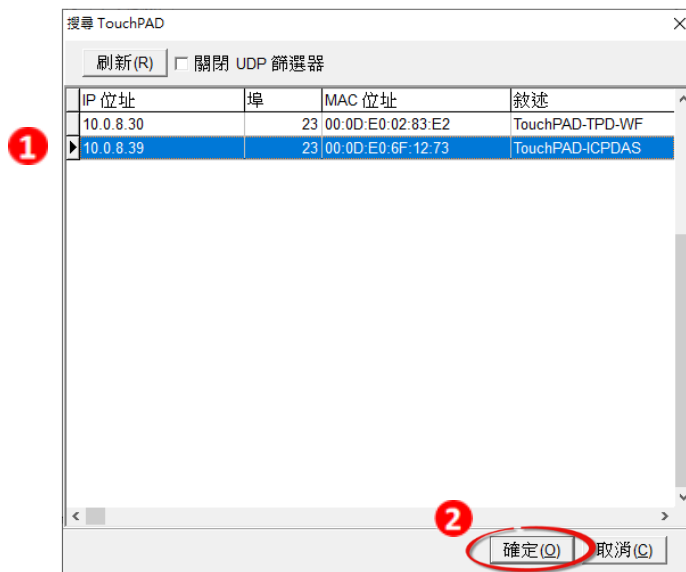 搜尋 TouchPAD
刷新(R) 關閉 UDP 篩選器
IP 位址 埠 MAC 位址 敘述
10.0.8.30 23 00:0D:E0:02:83:E2 TouchPAD-TPD-WF
1
10.0.8.39 23 00:0D:E0:6F:12:73 TouchPAD-ICPDAS
2
確定(O) 取消(C)